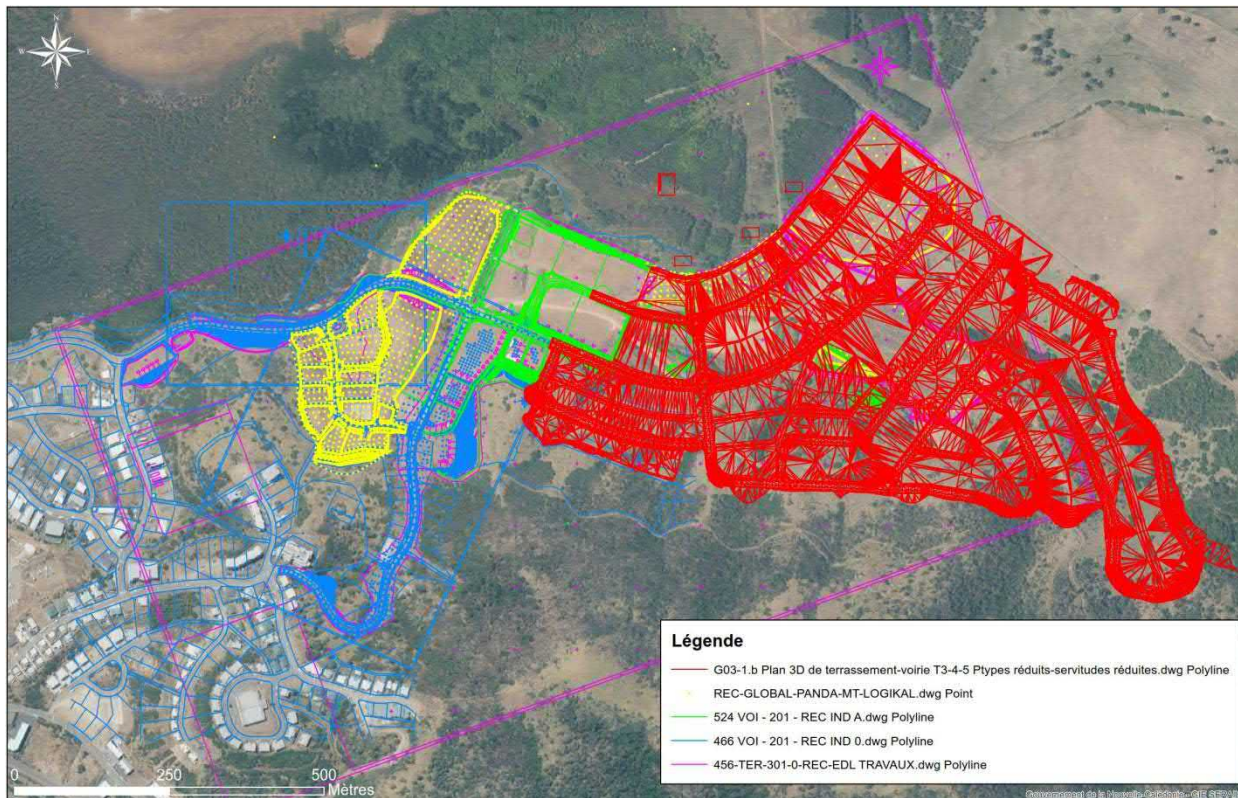 N
W E
S
Légende
G03-1.b Plan 3D de terrassement-voirie T3-4-5 Ptypes réduits-servitudes réduites.dwg Polyline
REC-GLOBAL-PANDA-MT-LOGIKAL.dwg Point
524 VOI - 201 - REC IND A.dwg Polyline
466 VOI - 201 - REC IND 0.dwg Polyline
456-TER-301-0-REC-EDL TRAVAUX.dwg Polyline
0 250 500
Mètres
Gouvernement de la Nouvelle-Calédonie - GIE SERAIL